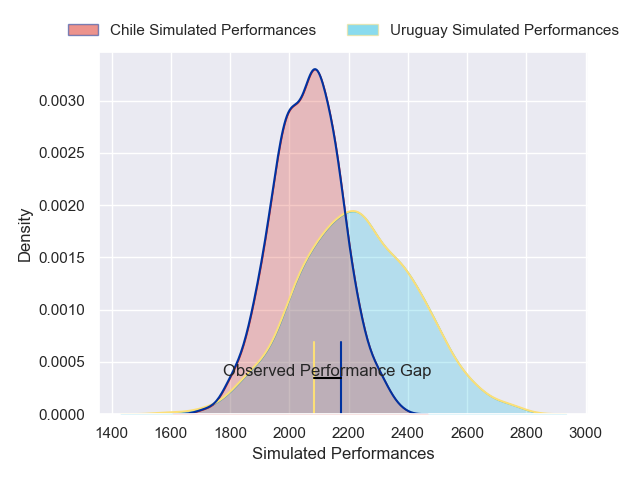 Chile Simulated Performances Uruguay Simulated Performances
0.0030
0.0025
0.0020
0.0015
0.0010
0.0005
0.0000
Density
Observed Performance Gap
1400 1600 1800 2000 2200 2400 2600 2800 3000
Simulated Performances